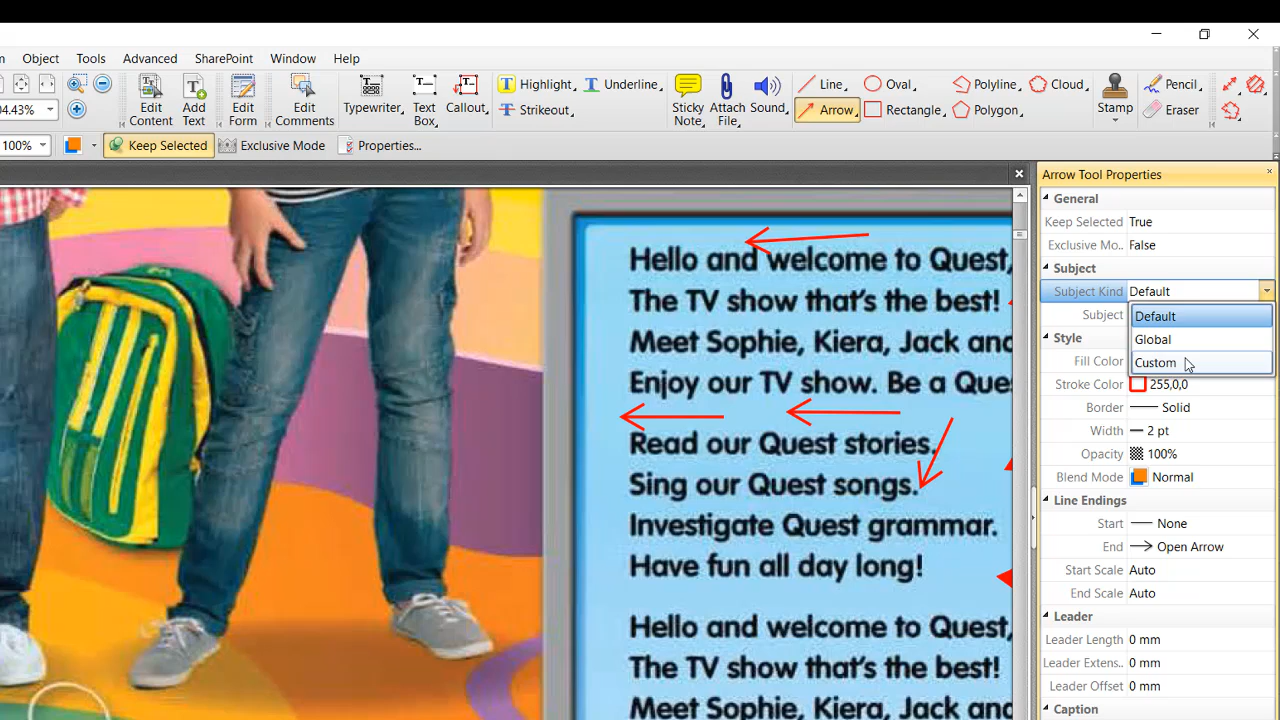 Object Tools Advanced SharePoint Window Help
04.43% Edit Content Add Text Edit Form Edit Comments Typewriter Text Box Callout Highlight Underline Sticky Note Attach File Sound Line Oval Polyline Cloud Stamp Pencil
Strikeout Arrow Rectangle Polygon Eraser
100% Keep Selected Exclusive Mode Properties...
Hello and welcome to Quest,
The TV show that's the best!
Meet Sophie, Kiera, Jack and
Enjoy our TV show. Be a Que
Read our Quest stories.
Sing our Quest songs.
Investigate Quest grammar.
Have fun all day long!
Hello and welcome to Quest,
The TV show that's the best!
Meet Sophie, Kiera, Jack and
Arrow Tool Properties
General
Keep Selected True
Exclusive Mo... False
Subject
Subject Kind Default
Subject Default
Global
Style
Fill Color Custom
Stroke Color 255,0,0
Border Solid
Width 2 pt
Opacity 100%
Blend Mode Normal
Line Endings
Start None
End Open Arrow
Start Scale Auto
End Scale Auto
Leader
Leader Length 0 mm
Leader Exten... 0 mm
Leader Offset 0 mm
Caption